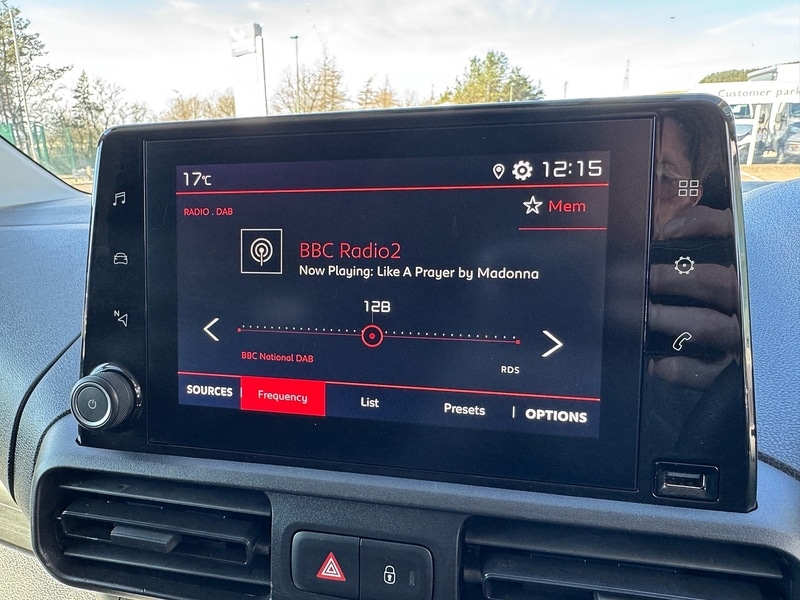 Customer park
17°C
12:15
RADIO . DAB
Mem
BBC Radio2
Now Playing: Like A Prayer by Madonna
12B
BBC National DAB
RDS
SOURCES | Frequency List Presets | OPTIONS
N